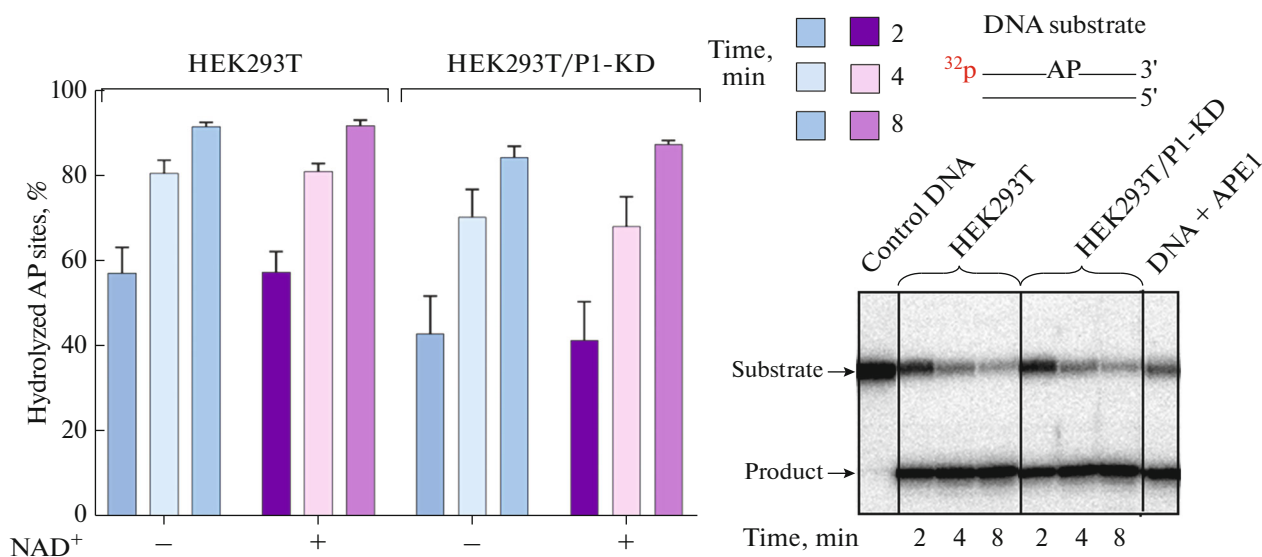 HEK293T HEK293T/P1-KD
Hydrolyzed AP sites, %
100
80
60
40
20
0
NAD+ − + − +
Time, min
2
4
8
DNA substrate
32p AP 3'
5'
Control DNA
HEK293T
HEK293T/P1-KD
DNA + APE1
Substrate
Product
Time, min 2 4 8 2 4 8